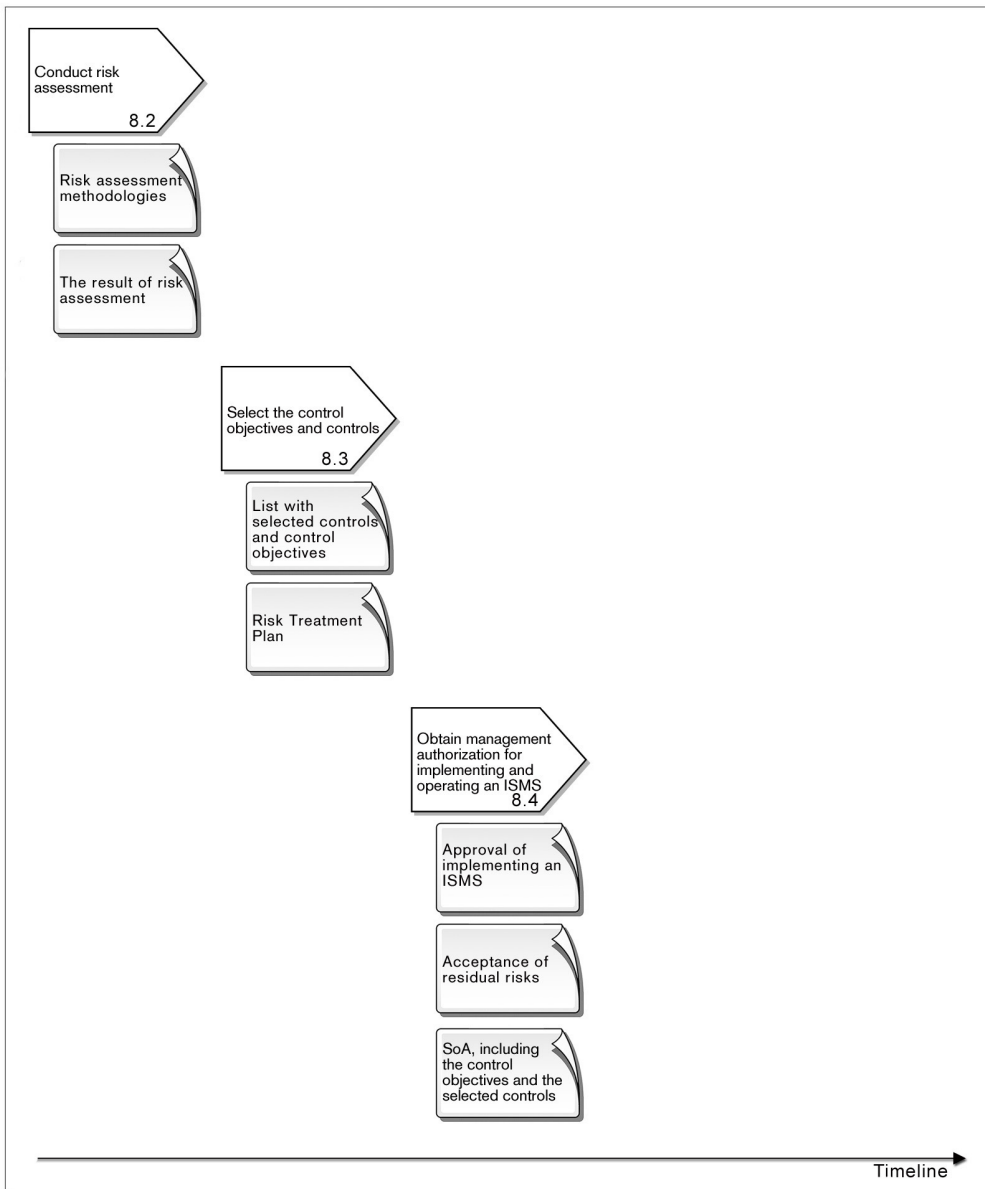 Conduct risk
assessment
8.2
Risk assessment
methodologies
The result of risk
assessment
Select the control
objectives and controls
8.3
List with
selected controls
and control
objectives
Risk Treatment
Plan
Obtain management
authorization for
implementing and
operating an ISMS
8.4
Approval of
implementing an
ISMS
Acceptance of
residual risks
SoA, including
the control
objectives and the
selected controls
Timeline